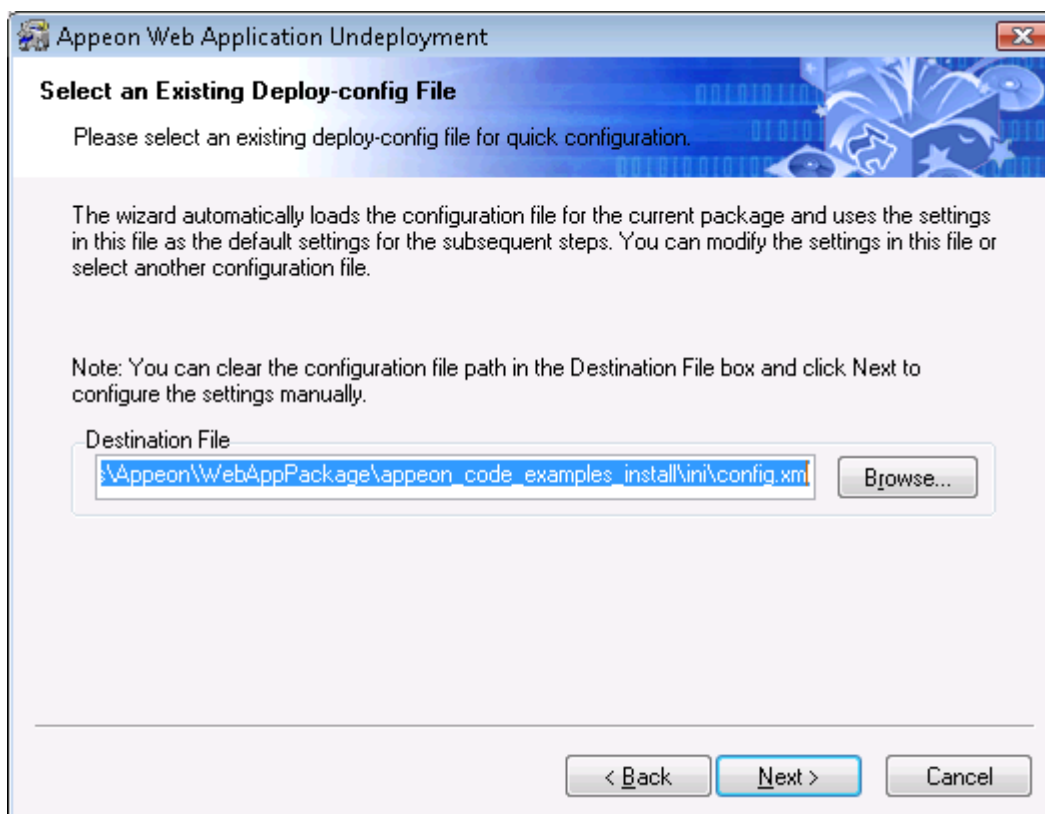 Appeon Web Application Undeployment
Select an Existing Deploy-config File
Please select an existing deploy-config file for quick configuration.
The wizard automatically loads the configuration file for the current package and uses the settings
in this file as the default settings for the subsequent steps. You can modify the settings in this file or
select another configuration file.
Note: You can clear the configuration file path in the Destination File box and click Next to
configure the settings manually.
Destination File
s\Appeon\WebAppPackage\appeon_code_examples_install\ini\config.xm
Browse...
< Back
Next >
Cancel